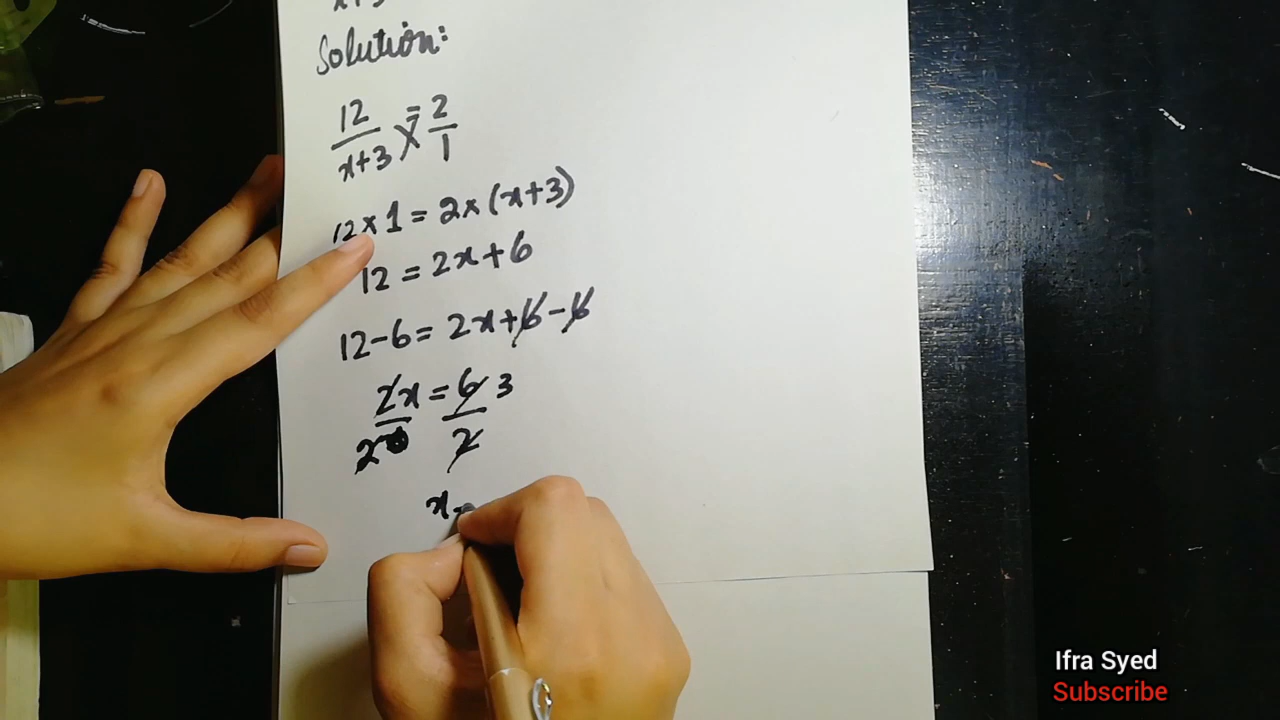 x+3
Solution:
12/x+3 = 2/1
12×1 = 2×(x+3)
12 = 2x+6
12-6 = 2x+6-6
2x/2 = 6/2 3
x=
Ifra Syed
Subscribe